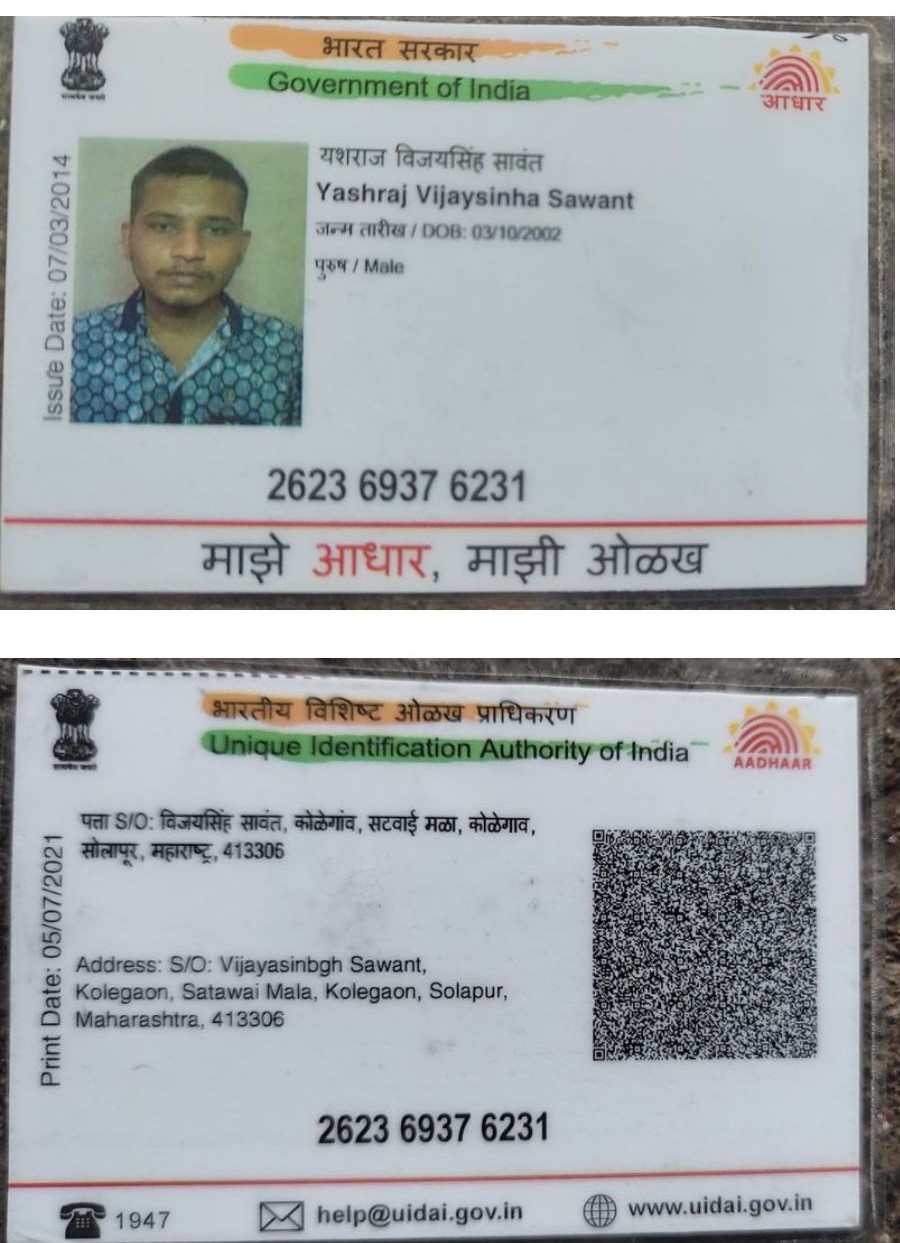 भारत सरकार
Government of India
आधार
सत्यमेव जयते
Issue Date: 07/03/2014
यशराज विजयसिंह सावंत
Yashraj Vijaysinha Sawant
जन्म तारीख / DOB: 03/10/2002
पुरुष / Male
2623 6937 6231
माझे आधार, माझी ओळख
भारतीय विशिष्ट ओळख प्राधिकरण
Unique Identification Authority of India
AADHAAR
सत्यमेव जयते
Print Date: 05/07/2021
पत्ता S/O: विजयसिंह सावंत, कोळेगांव, सटवाई मळा, कोळेगाव,
सोलापूर, महाराष्ट्र, 413306
Address: S/O: Vijayasinbgh Sawant,
Kolegaon, Satawai Mala, Kolegaon, Solapur,
Maharashtra, 413306
2623 6937 6231
1947
help@uidai.gov.in
www.uidai.gov.in